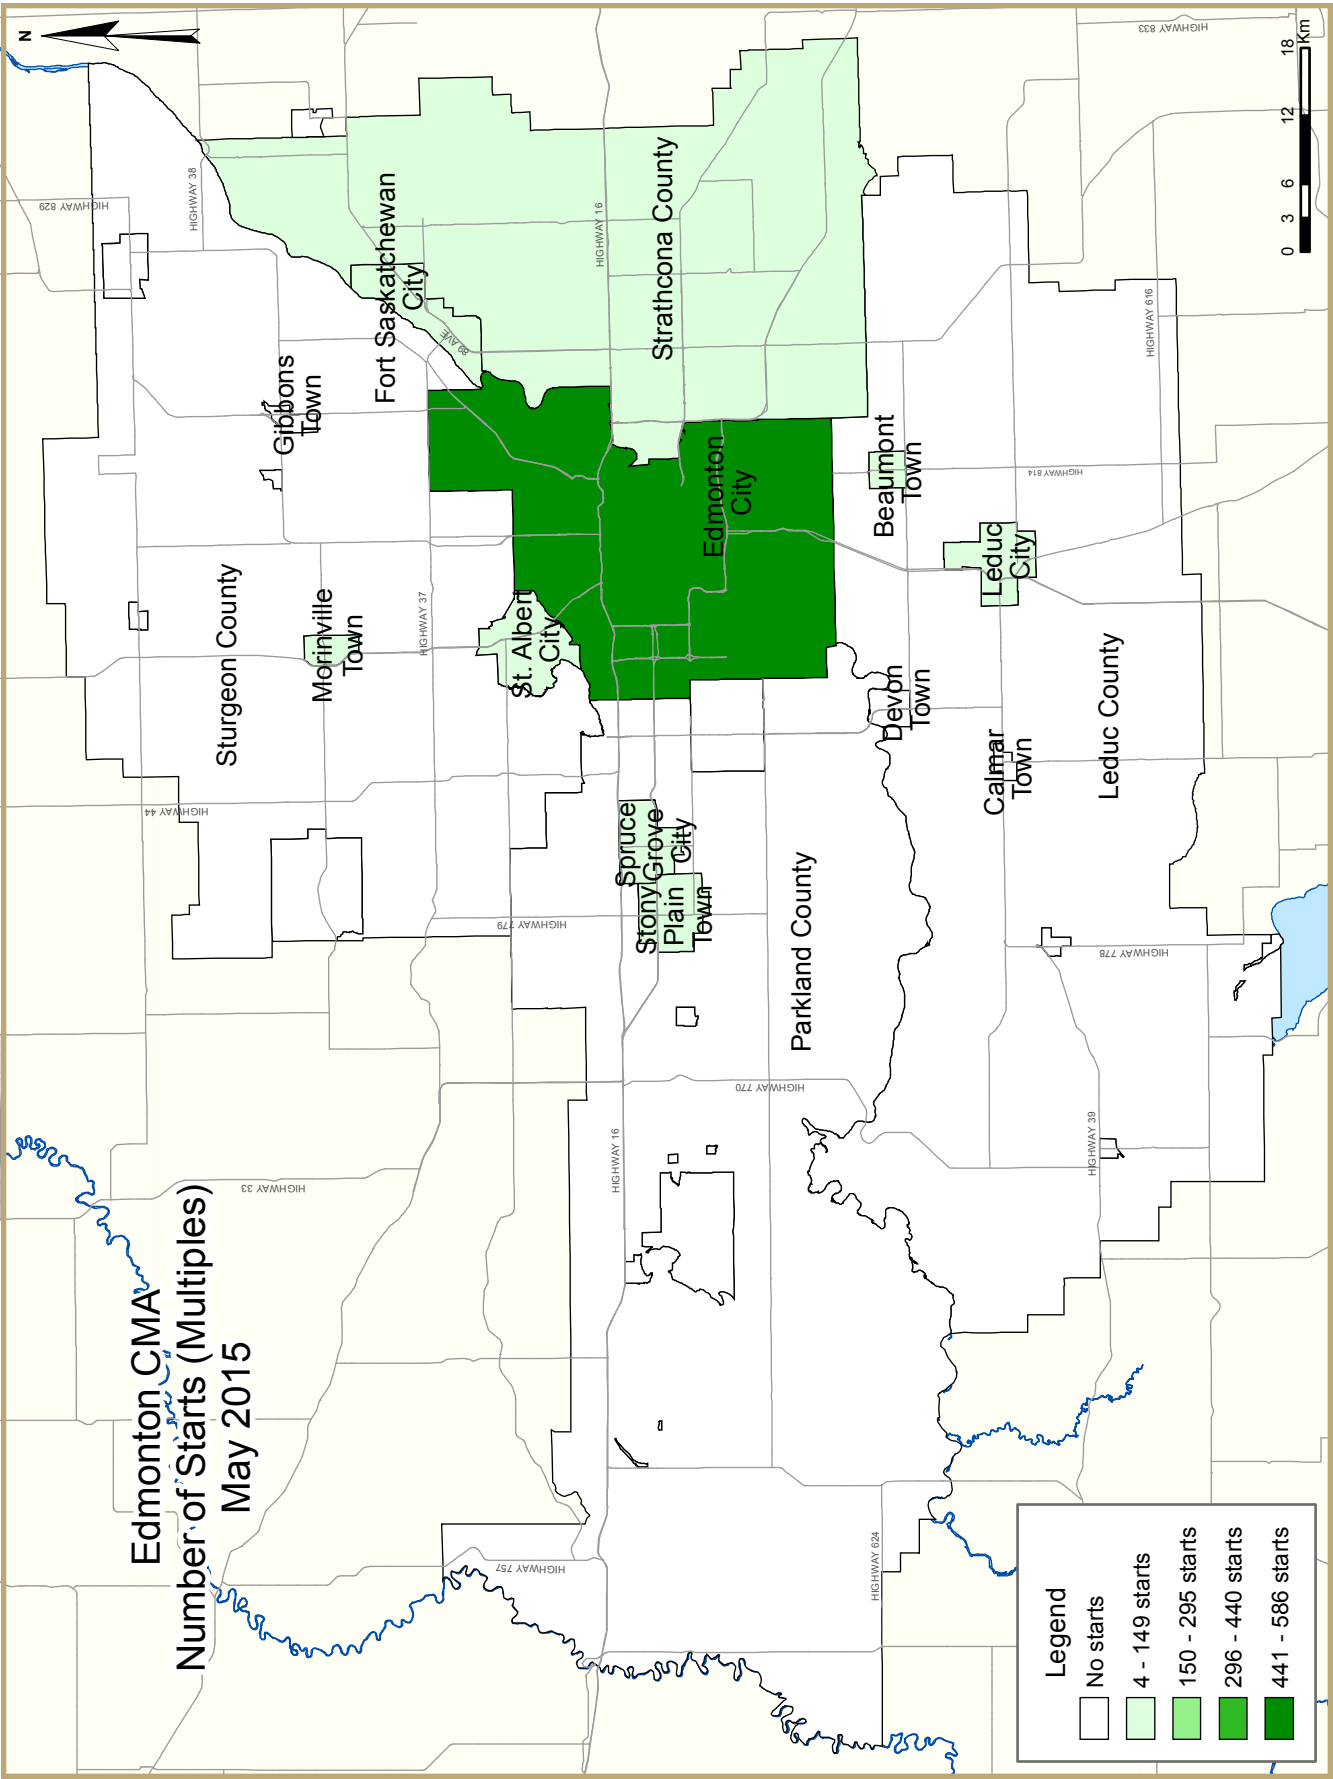 Edmonton CMA
Number of Starts (Multiples)
May 2015
N
HIGHWAY 829
HIGHWAY 38
HIGHWAY 833
Fort Saskatchewan
City
89 AVE
HIGHWAY 16
Strathcona County
Gibbons
Town
Sturgeon County
Morinville
Town
HIGHWAY 37
St. Albert
City
Edmonton
City
Beaumont
Town
HIGHWAY 814
HIGHWAY 616
Leduc
City
Devon
Town
Calmar
Town
Leduc County
HIGHWAY 44
HIGHWAY 779
Spruce
Grove
City
Stony
Plain
Town
Parkland County
HIGHWAY 770
HIGHWAY 778
HIGHWAY 39
HIGHWAY 33
HIGHWAY 16
HIGHWAY 757
HIGHWAY 624
0 3 6 12 18
Km
Legend
No starts
4 - 149 starts
150 - 295 starts
296 - 440 starts
441 - 586 starts